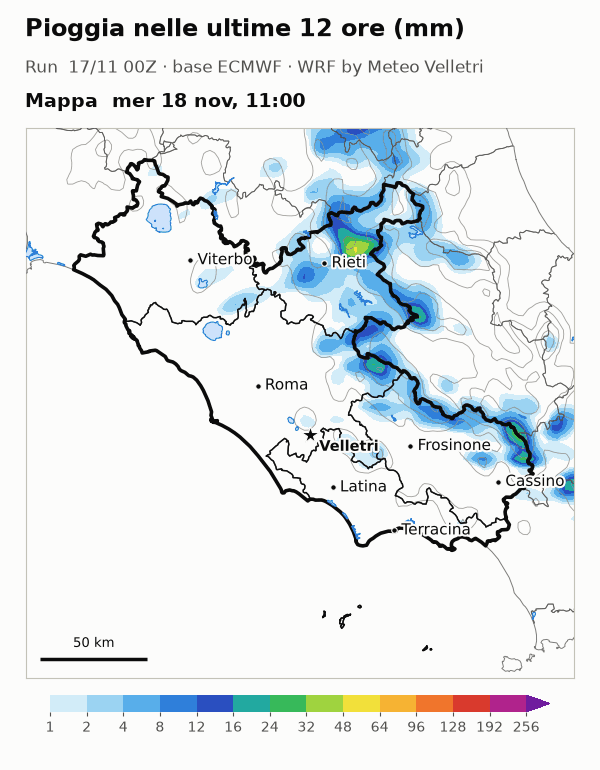 Pioggia nelle ultime 12 ore (mm)
Run  17/11 00Z · base ECMWF · WRF by Meteo Velletri
Mappa  mer 18 nov, 11:00
Viterbo
Rieti
Roma
Velletri
Frosinone
Latina
Cassino
Terracina
50 km
1 2 4 8 12 16 24 32 48 64 96 128 192 256